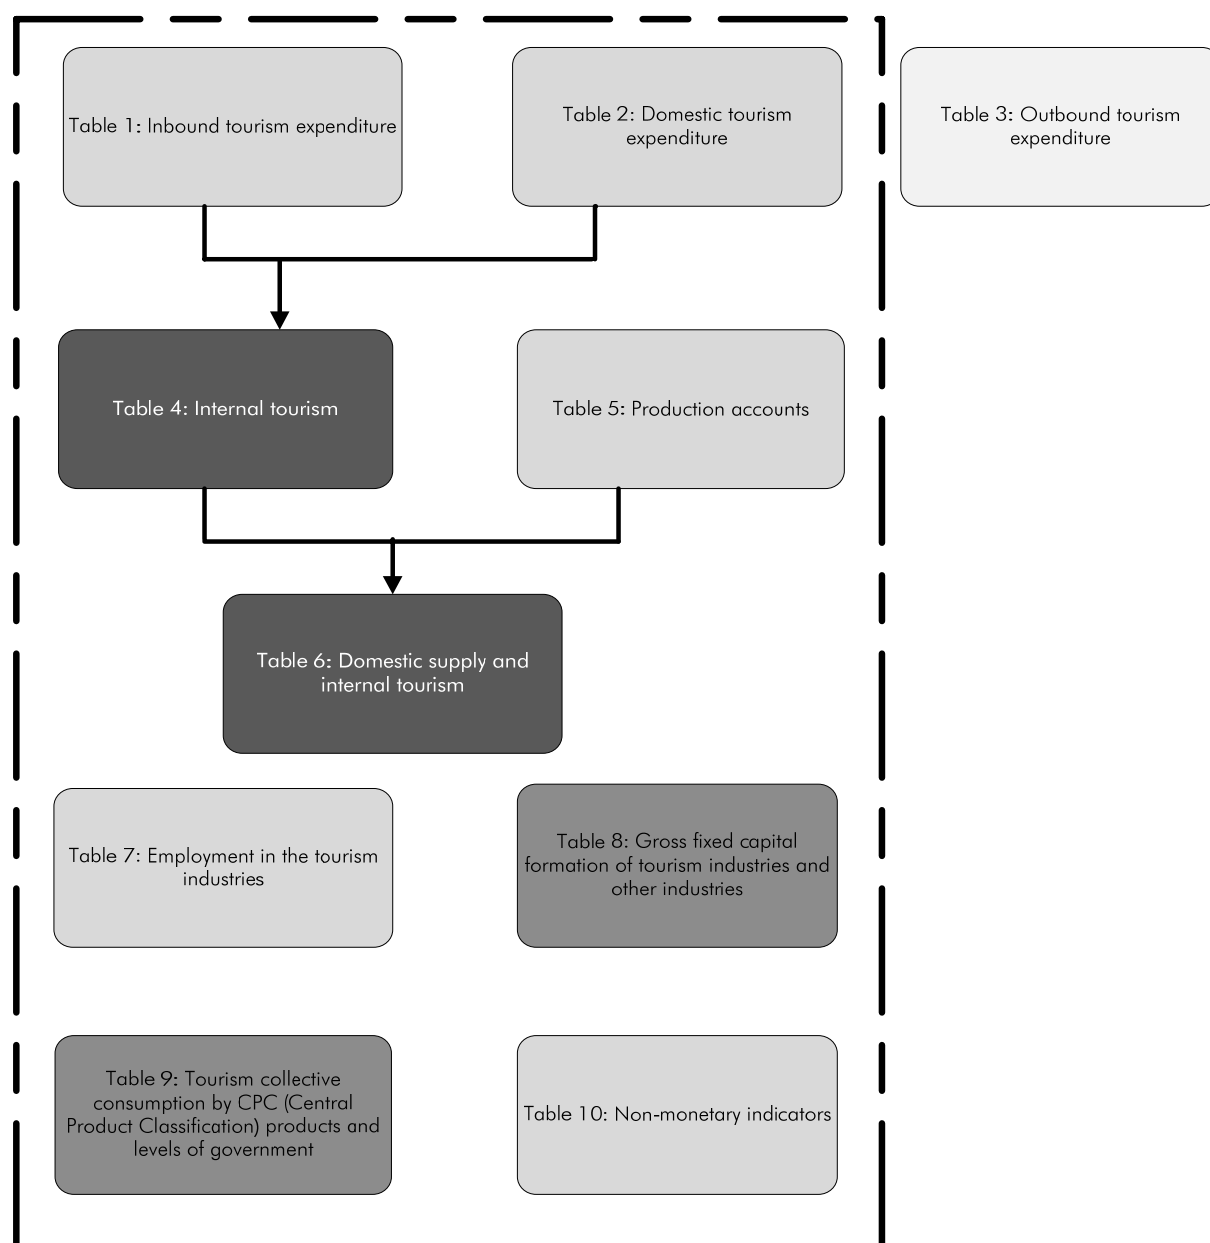 Table 1: Inbound tourism expenditure
Table 2: Domestic tourism
expenditure
Table 3: Outbound tourism
expenditure
Table 4: Internal tourism
Table 5: Production accounts
Table 6: Domestic supply and
internal tourism
Table 7: Employment in the tourism
industries
Table 8: Gross fixed capital
formation of tourism industries and
other industries
Table 9: Tourism collective
consumption by CPC (Central
Product Classification) products and
levels of government
Table 10: Non-monetary indicators